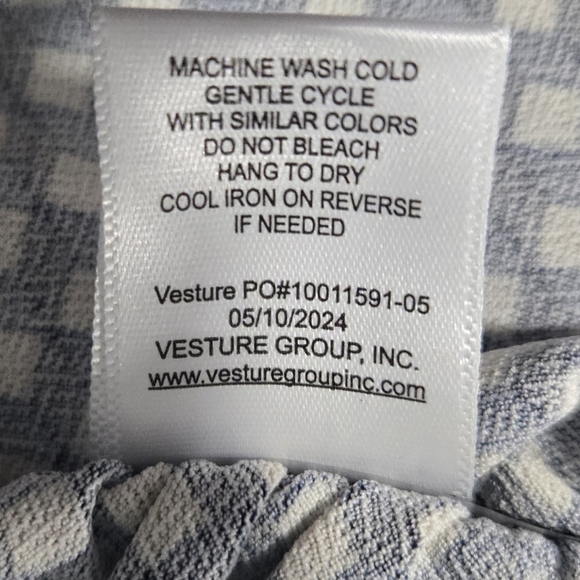 MACHINE WASH COLD
GENTLE CYCLE
WITH SIMILAR COLORS
DO NOT BLEACH
HANG TO DRY
COOL IRON ON REVERSE
IF NEEDED
Vesture PO#10011591-05
05/10/2024
VESTURE GROUP, INC.
www.vesturegroupinc.com